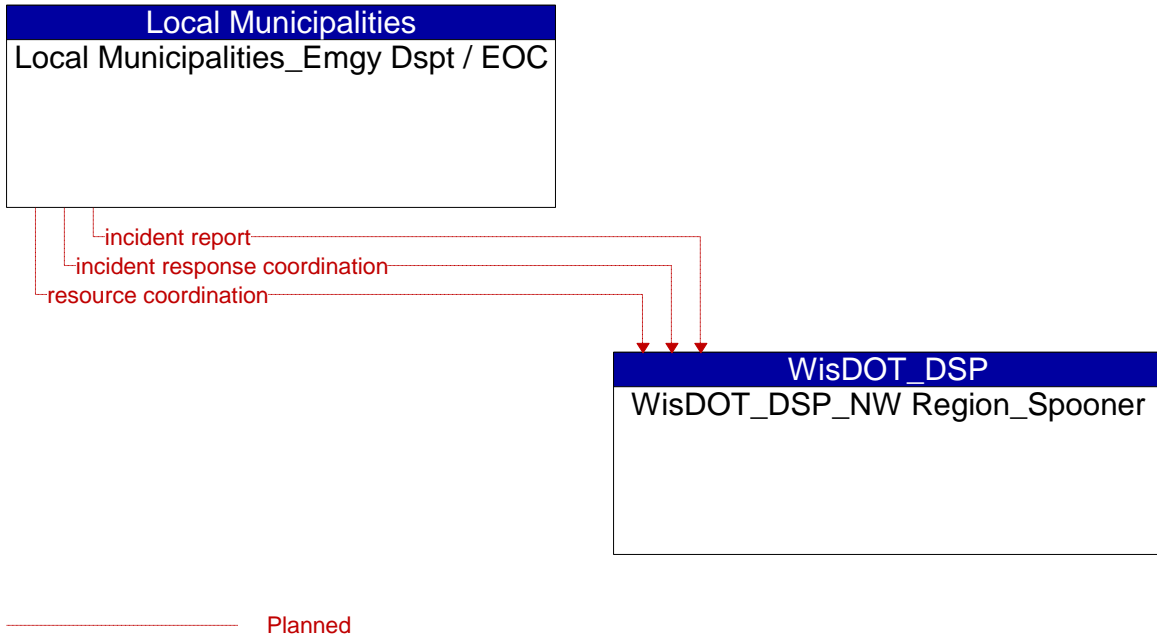 Local Municipalities
Local Municipalities_Emgy Dspt / EOC
incident report
incident response coordination
resource coordination
WisDOT_DSP
WisDOT_DSP_NW Region_Spooner
Planned